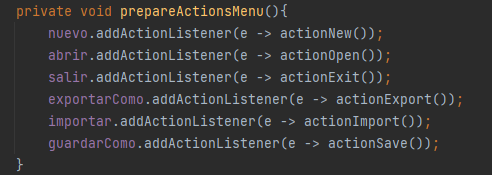 private void prepareActionsMenu(){
nuevo.addActionListener(e -> actionNew());
abrir.addActionListener(e -> actionOpen());
salir.addActionListener(e -> actionExit());
exportarComo.addActionListener(e -> actionExport());
importar.addActionListener(e -> actionImport());
guardarComo.addActionListener(e -> actionSave());
}